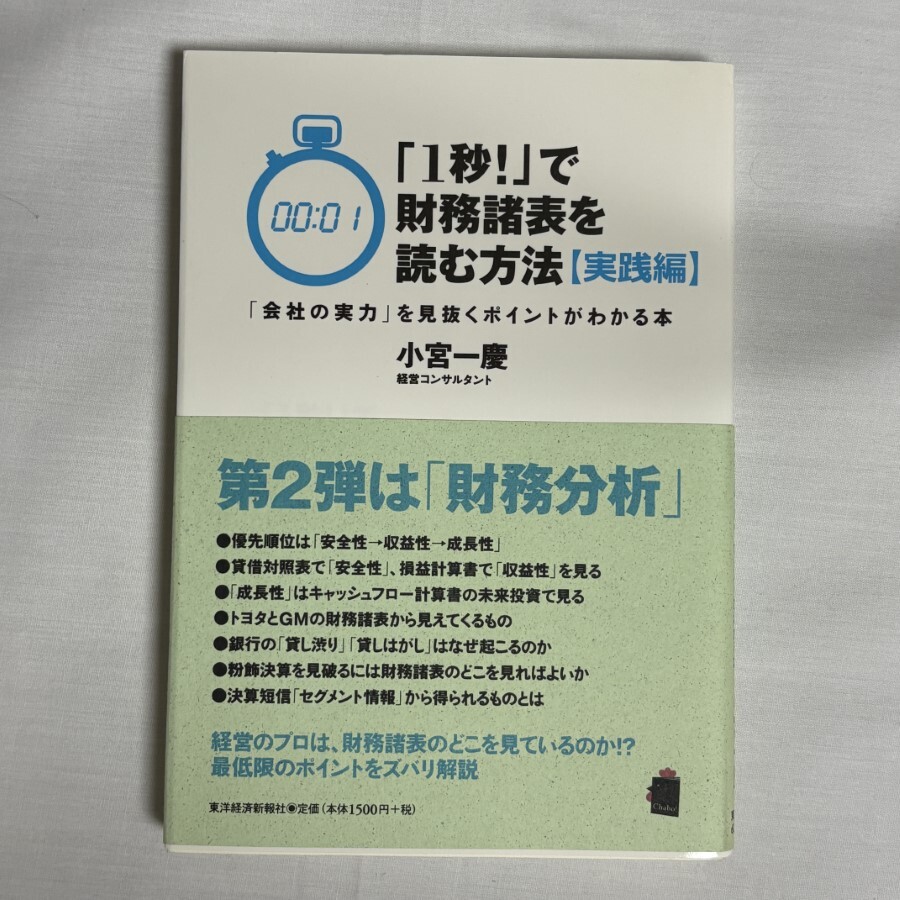 00:01
「1秒!」で
財務諸表を
読む方法【実践編】
「会社の実力」を見抜くポイントがわかる本
小宮一慶
経営コンサルタント
第2弾は「財務分析」
●優先順位は「安全性→収益性→成長性」
●貸借対照表で「安全性」、損益計算書で「収益性」を見る
●「成長性」はキャッシュフロー計算書の未来投資で見る
●トヨタとGMの財務諸表から見えてくるもの
●銀行の「貸し渋り」「貸しはがし」はなぜ起こるのか
●粉飾決算を見破るには財務諸表のどこを見ればよいか
●決算短信「セグメント情報」から得られるものとは
経営のプロは、財務諸表のどこを見ているのか!?
最低限のポイントをズバリ解説
東洋経済新報社●定価（本体1500円+税）